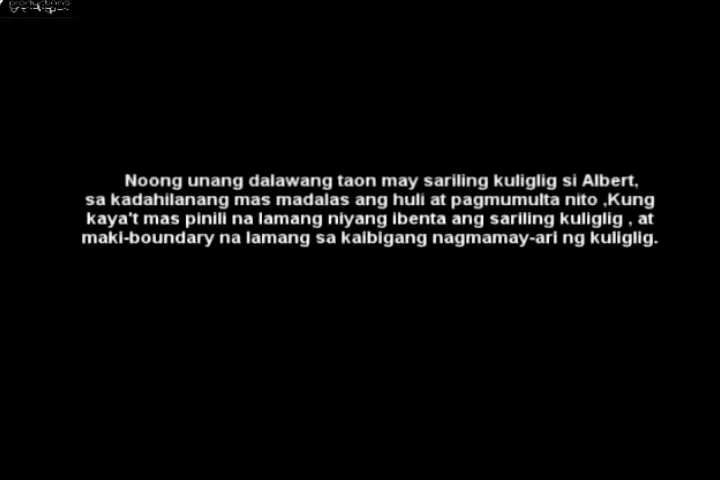 productions
Noong unang dalawang taon may sariling kuliglig si Albert,
sa kadahilanang mas madalas ang huli at pagmumulta nito ,Kung
kaya't mas pinili na lamang niyang ibenta ang sariling kuliglig , at
maki-boundary na lamang sa kaibigang nagmamay-ari ng kuliglig.